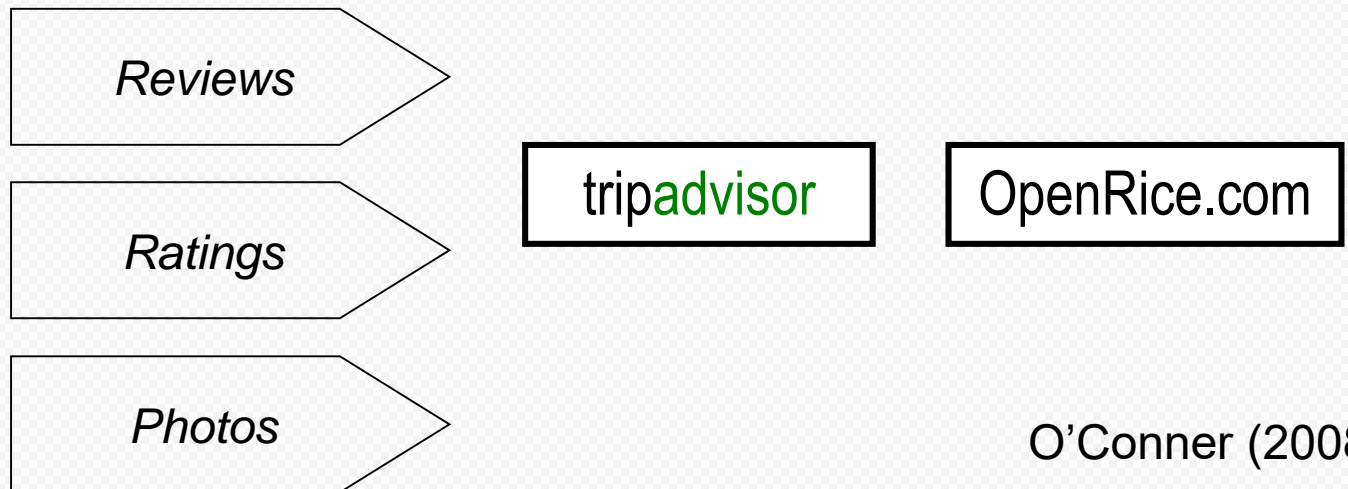 Reviews
tripadvisor
OpenRice.com
Ratings
Photos
O’Conner (2008